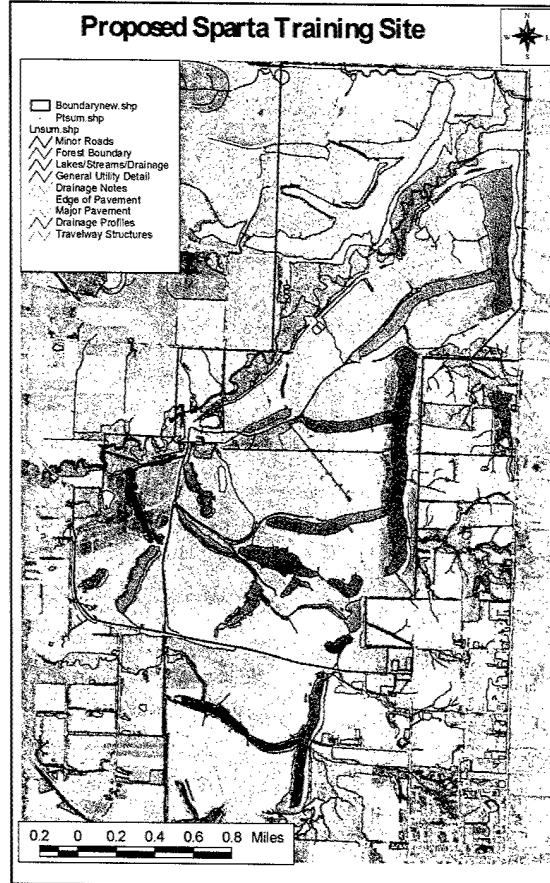 Proposed Sparta Training Site
N
W
E
S
Boundarynew.shp
Ptsum.shp
Lnsum.shp
Minor Roads
Forest Boundary
Lakes/Streams/Drainage
General Utility Detail
Drainage Notes
Edge of Pavement
Major Pavement
Drainage Profiles
Travelway Structures
0.2 0 0.2 0.4 0.6 0.8 Miles